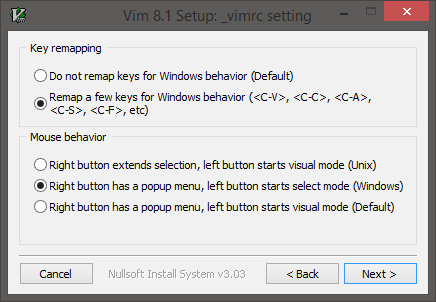 Vim 8.1 Setup: _vimrc setting
Key remapping
Do not remap keys for Windows behavior (Default)
Remap a few keys for Windows behavior (<C-V>, <C-C>, <C-A>,
<C-S>, <C-F>, etc)
Mouse behavior
Right button extends selection, left button starts visual mode (Unix)
Right button has a popup menu, left button starts select mode (Windows)
Right button has a popup menu, left button starts visual mode (Default)
Cancel
Nullsoft Install System v3.03
< Back
Next >